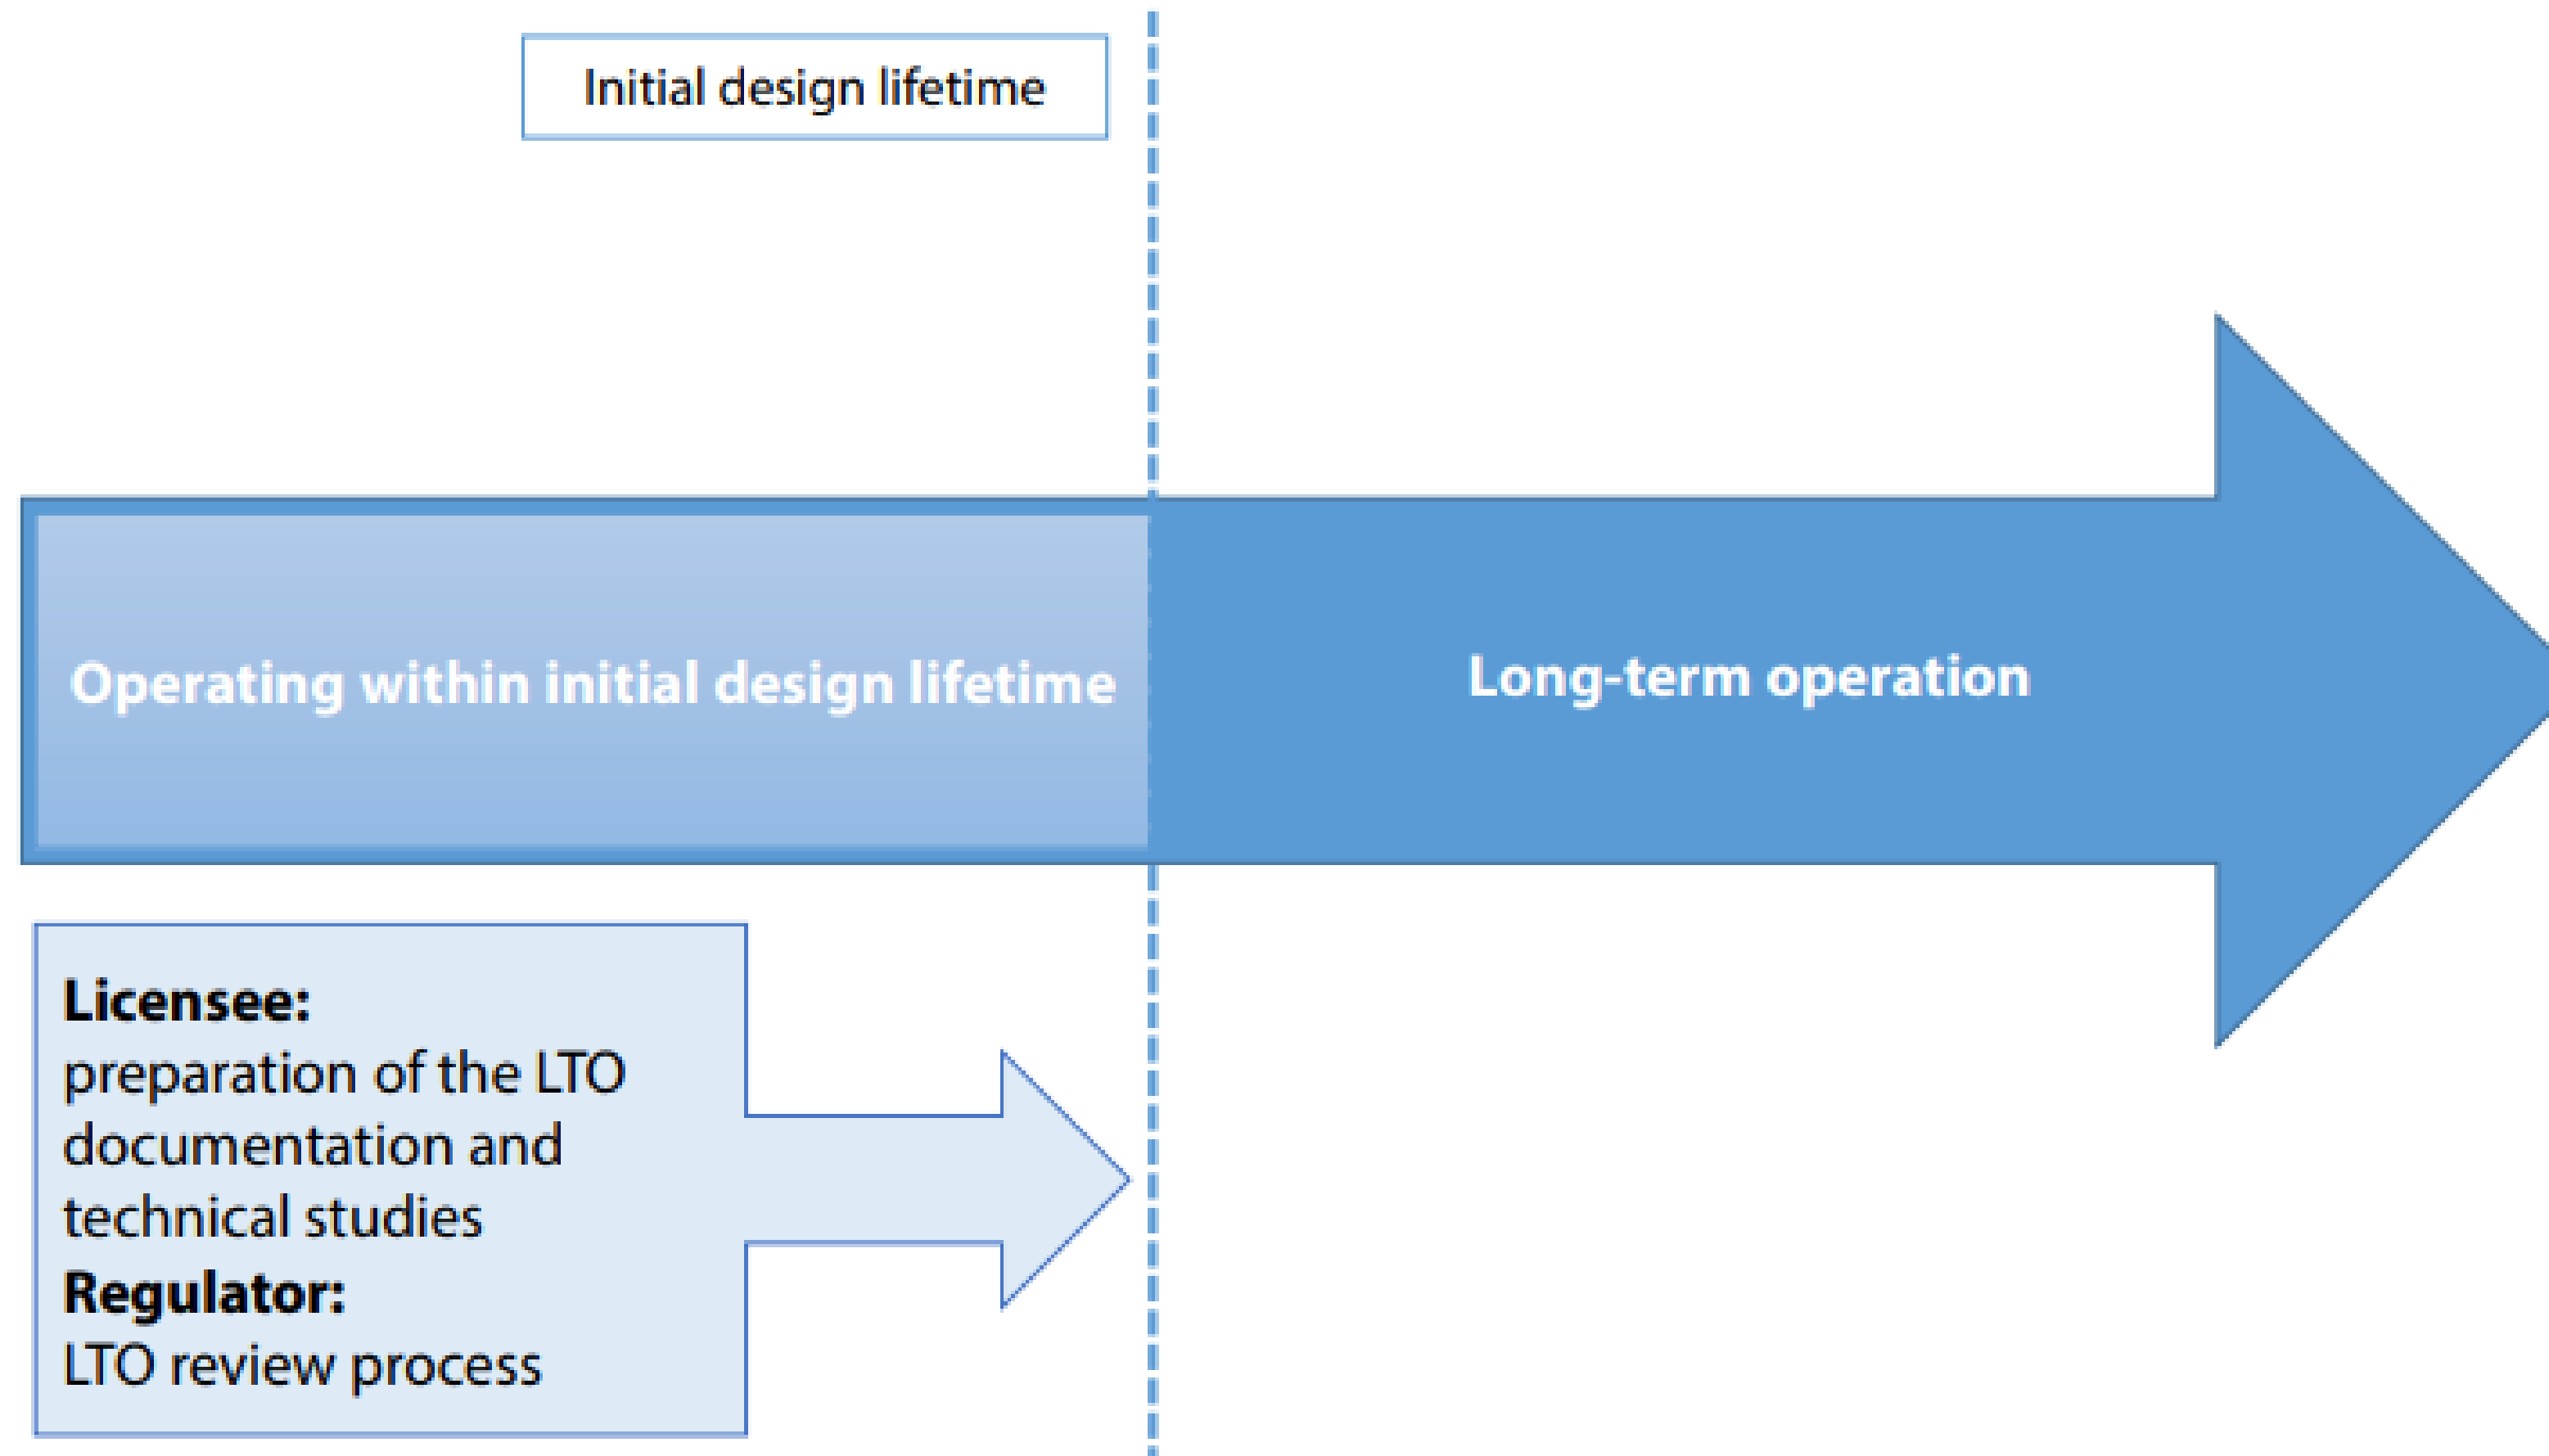 Initial design lifetime
Operating within initial design lifetime
Long-term operation
Licensee:
preparation of the LTO
documentation and
technical studies
Regulator:
LTO review process